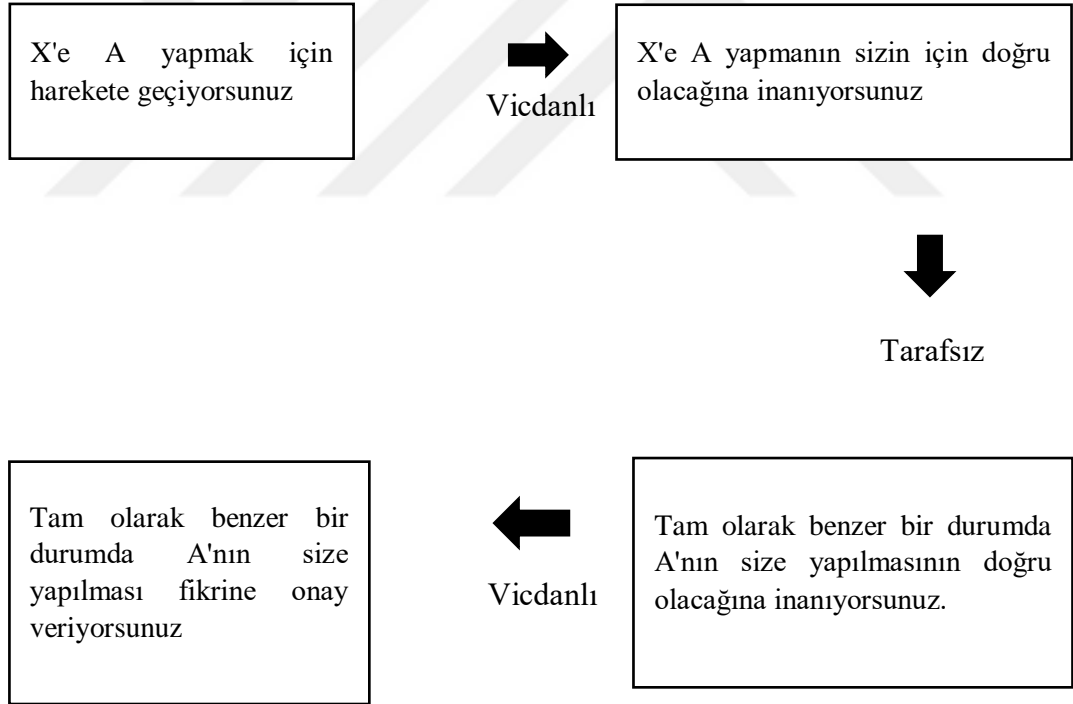 X'e A yapmak için
harekete geçiyorsunuz
Vicdanlı
X'e A yapmanın sizin için doğru
olacağına inanıyorsunuz
Tarafsız
Tam olarak benzer bir durumda
A'nın size yapılmasının doğru
olacağına inanıyorsunuz.
Vicdanlı
Tam olarak benzer bir
durumda A'nın size
yapılması fikrine onay
veriyorsunuz